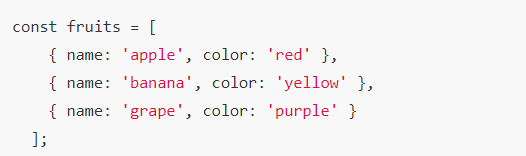 const fruits = [
    { name: 'apple', color: 'red' },
    { name: 'banana', color: 'yellow' },
    { name: 'grape', color: 'purple' }
  ];